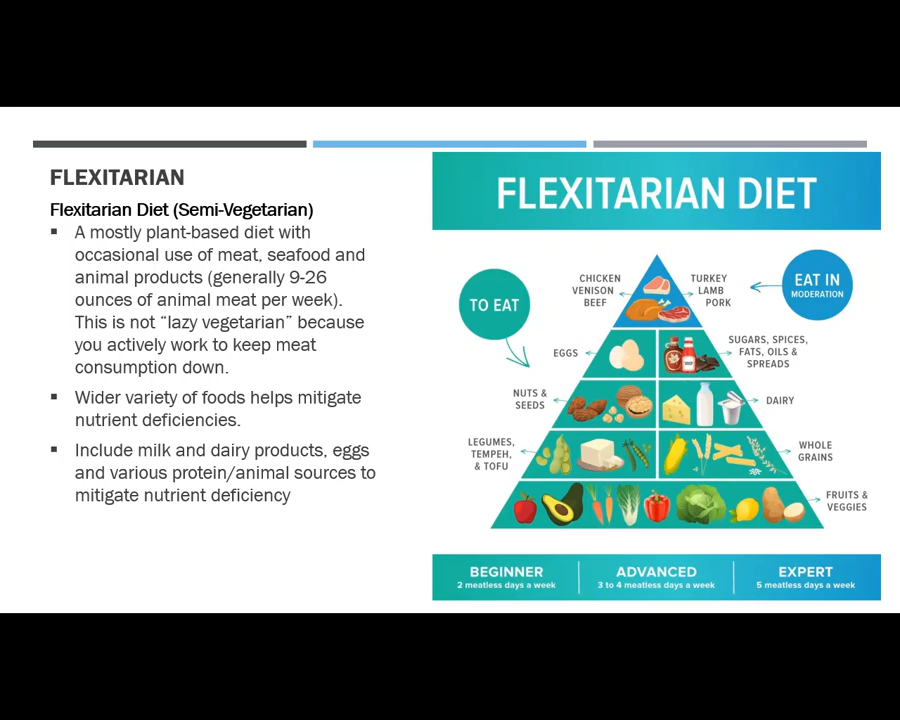 FLEXITARIAN
Flexitarian Diet (Semi-Vegetarian)
▪ A mostly plant-based diet with
occasional use of meat, seafood and
animal products (generally 9-26
ounces of animal meat per week).
This is not “lazy vegetarian” because
you actively work to keep meat
consumption down.
▪ Wider variety of foods helps mitigate
nutrient deficiencies.
▪ Include milk and dairy products, eggs
and various protein/animal sources to
mitigate nutrient deficiency
FLEXITARIAN DIET
TO EAT
EAT IN
MODERATION
CHICKEN
VENISON
BEEF
TURKEY
LAMB
PORK
EGGS
SUGARS, SPICES,
FATS, OILS &
SPREADS
NUTS &
SEEDS
DAIRY
LEGUMES,
TEMPEH,
& TOFU
WHOLE
GRAINS
FRUITS &
VEGGIES
BEGINNER
2 meatless days a week
ADVANCED
3 to 4 meatless days a week
EXPERT
5 meatless days a week